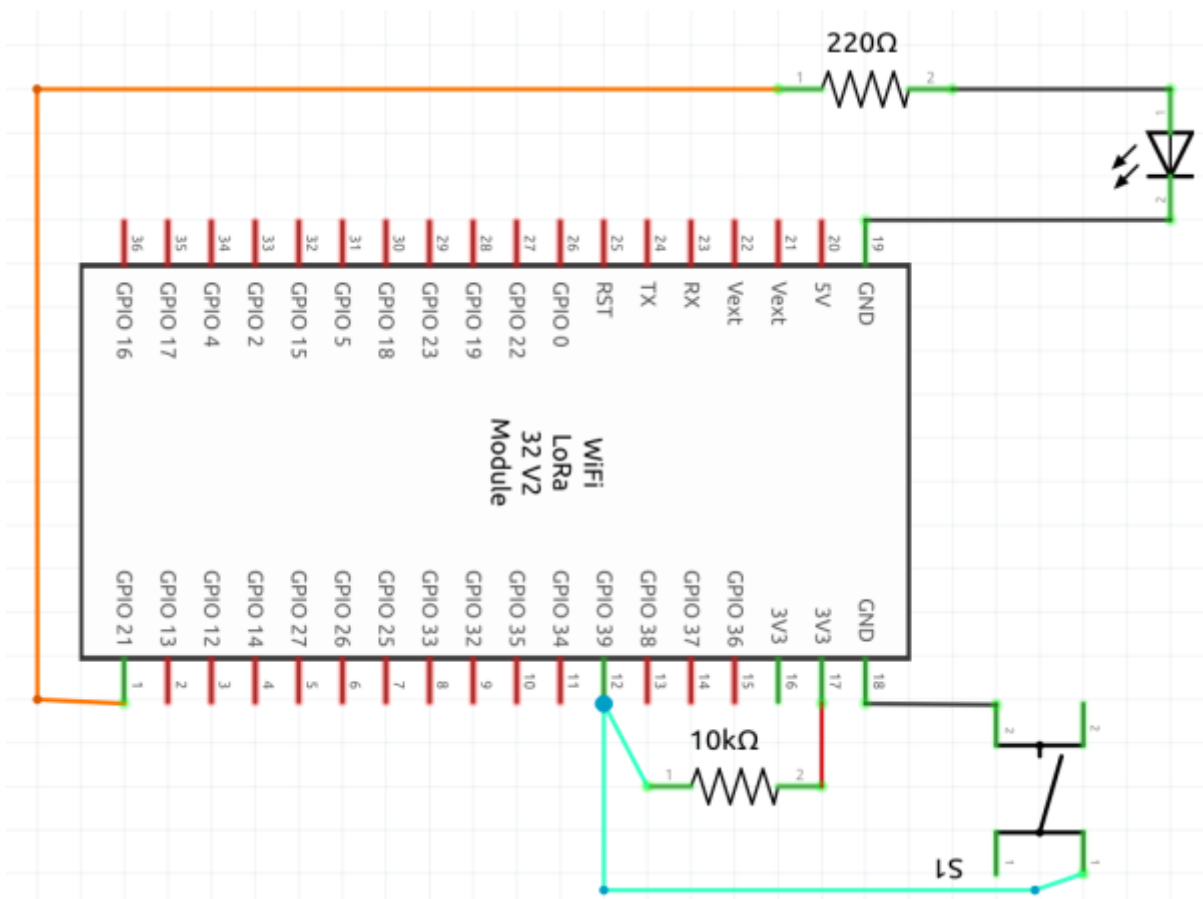 220Ω
1
2
1
2
36
35
34
33
32
31
30
29
28
27
26
25
24
23
22
21
20
19
GPIO 16
GPIO 17
GPIO 4
GPIO 2
GPIO 15
GPIO 5
GPIO 18
GPIO 23
GPIO 19
GPIO 22
GPIO 0
RST
TX
RX
Vext
Vext
5V
GND
WiFi
LoRa
32 V2
Module
GPIO 21
GPIO 13
GPIO 12
GPIO 14
GPIO 27
GPIO 26
GPIO 25
GPIO 33
GPIO 32
GPIO 35
GPIO 34
GPIO 39
GPIO 38
GPIO 37
GPIO 36
3V3
3V3
GND
1
2
3
4
5
6
7
8
9
10
11
12
13
14
15
16
17
18
10kΩ
1
2
2
2
S1
1
1